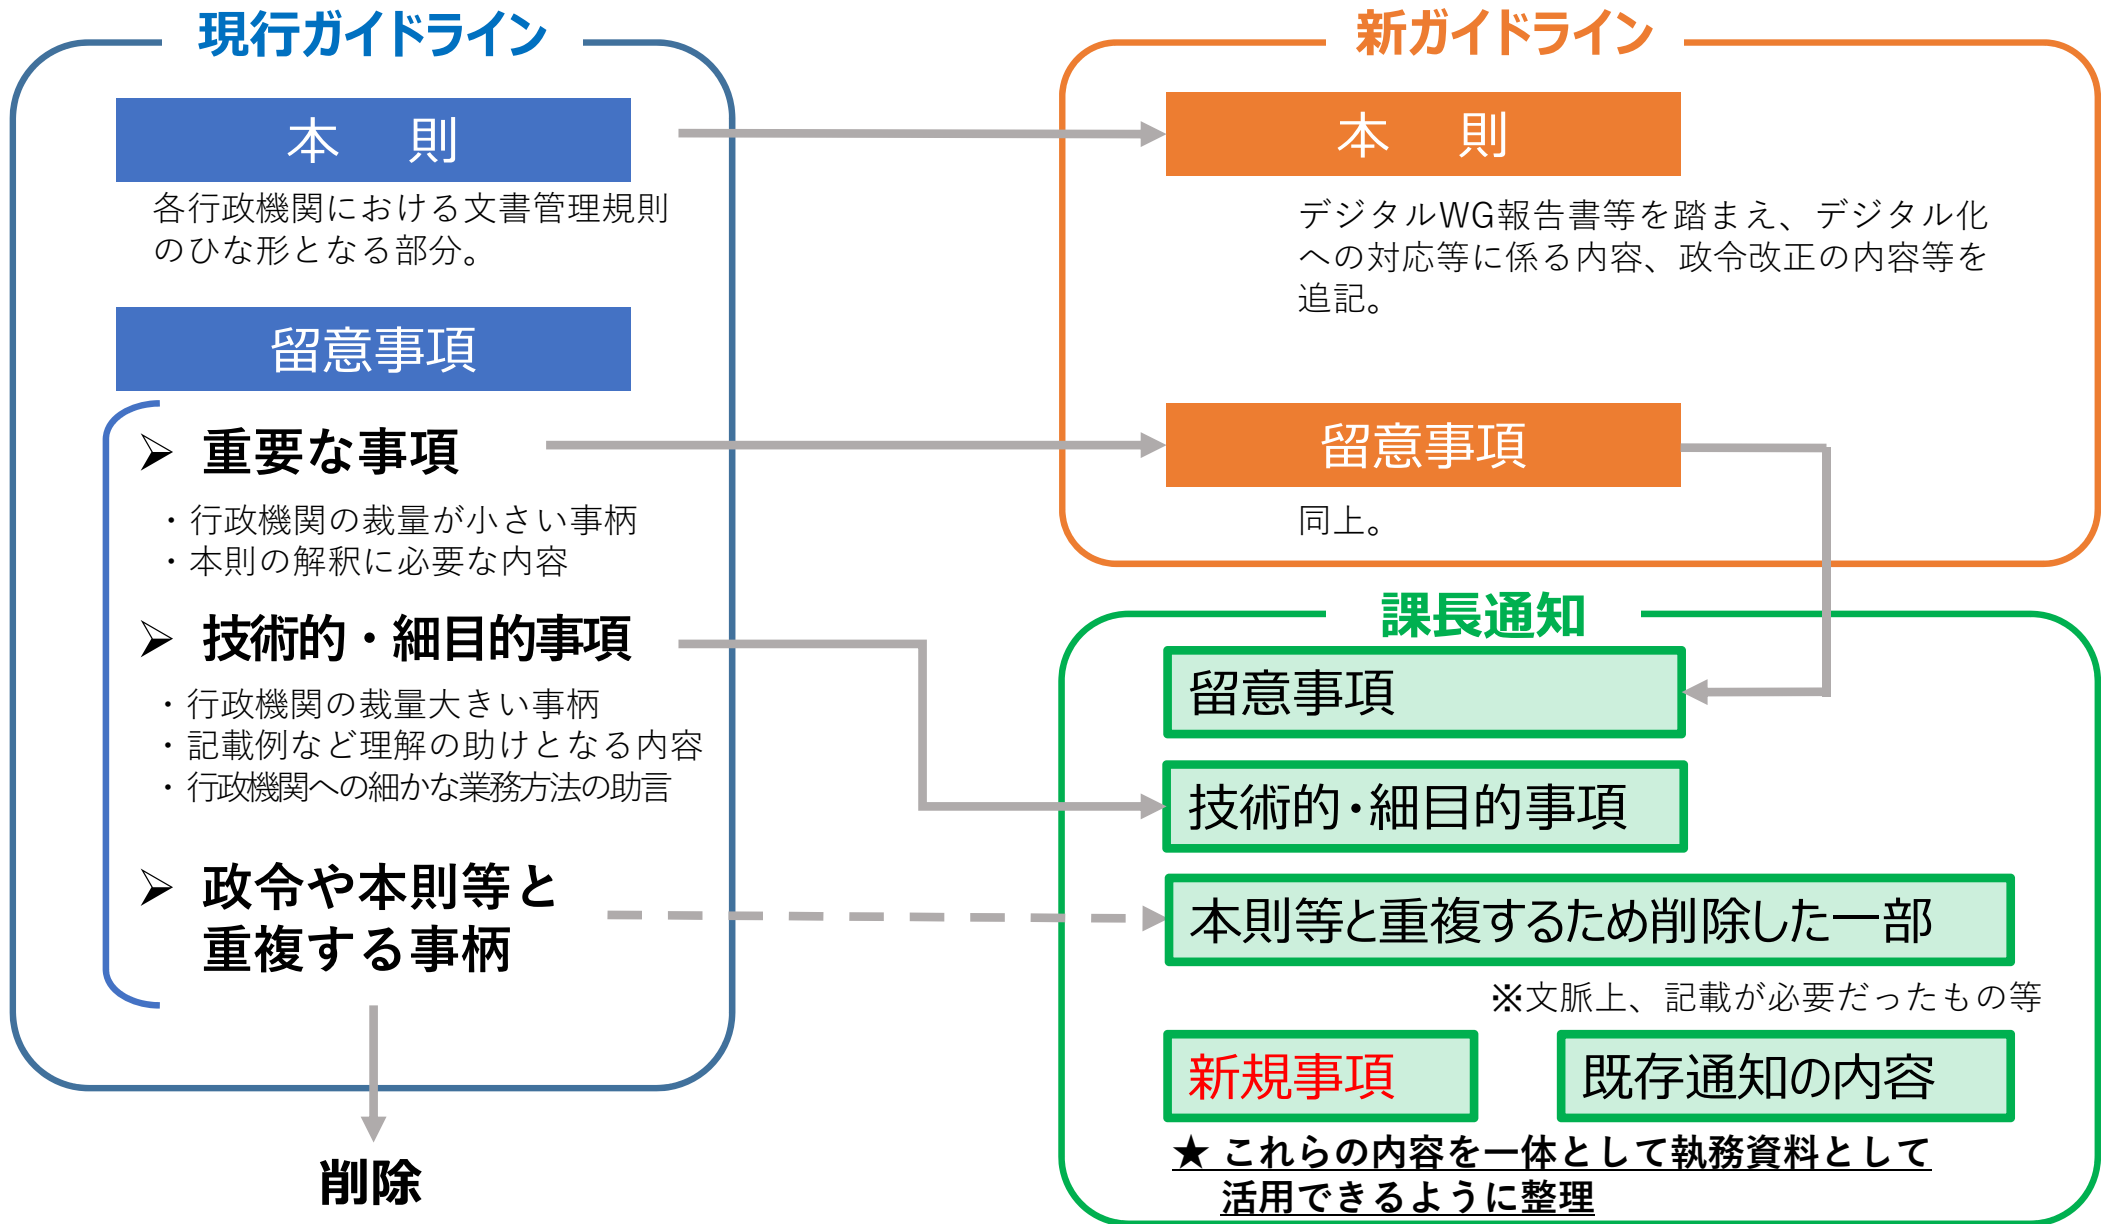 現行ガイドライン
本　則
各行政機関における文書管理規則
のひな形となる部分。
留意事項
➢ 重要な事項
・行政機関の裁量が小さい事柄
・本則の解釈に必要な内容
➢ 技術的・細目的事項
・行政機関の裁量大きい事柄
・記載例など理解の助けとなる内容
・行政機関への細かな業務方法の助言
➢ 政令や本則等と
重複する事柄
削除
新ガイドライン
本　則
デジタルWG報告書等を踏まえ、デジタル化
への対応等に係る内容、政令改正の内容等を
追記。
留意事項
同上。
課長通知
留意事項
技術的・細目的事項
本則等と重複するため削除した一部
※文脈上、記載が必要だったもの等
新規事項
既存通知の内容
★ これらの内容を一体として執務資料として
活用できるように整理